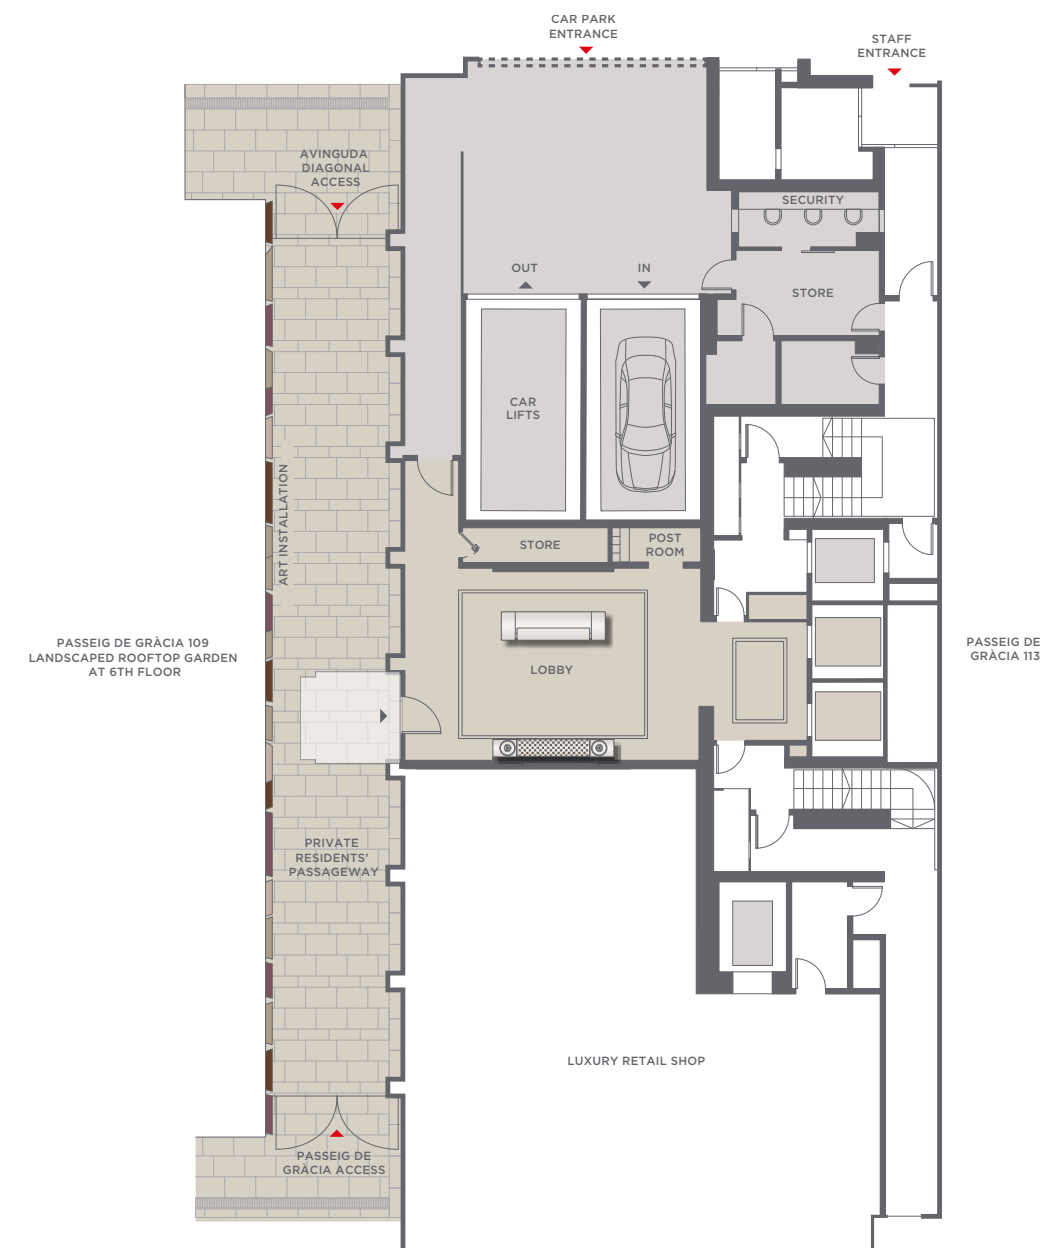 CAR PARK
ENTRANCE
STAFF
ENTRANCE
AVINGUDA
DIAGONAL
ACCESS
SECURITY
OUT
IN
STORE
CAR
LIFTS
ART INSTALLATION
STORE
POST
ROOM
PASSEIG DE GRÀCIA 109
LANDSCAPED ROOFTOP GARDEN
AT 6TH FLOOR
LOBBY
PASSEIG DE
GRÀCIA 113
PRIVATE
RESIDENTS’
PASSAGEWAY
LUXURY RETAIL SHOP
PASSEIG DE
GRÀCIA ACCESS